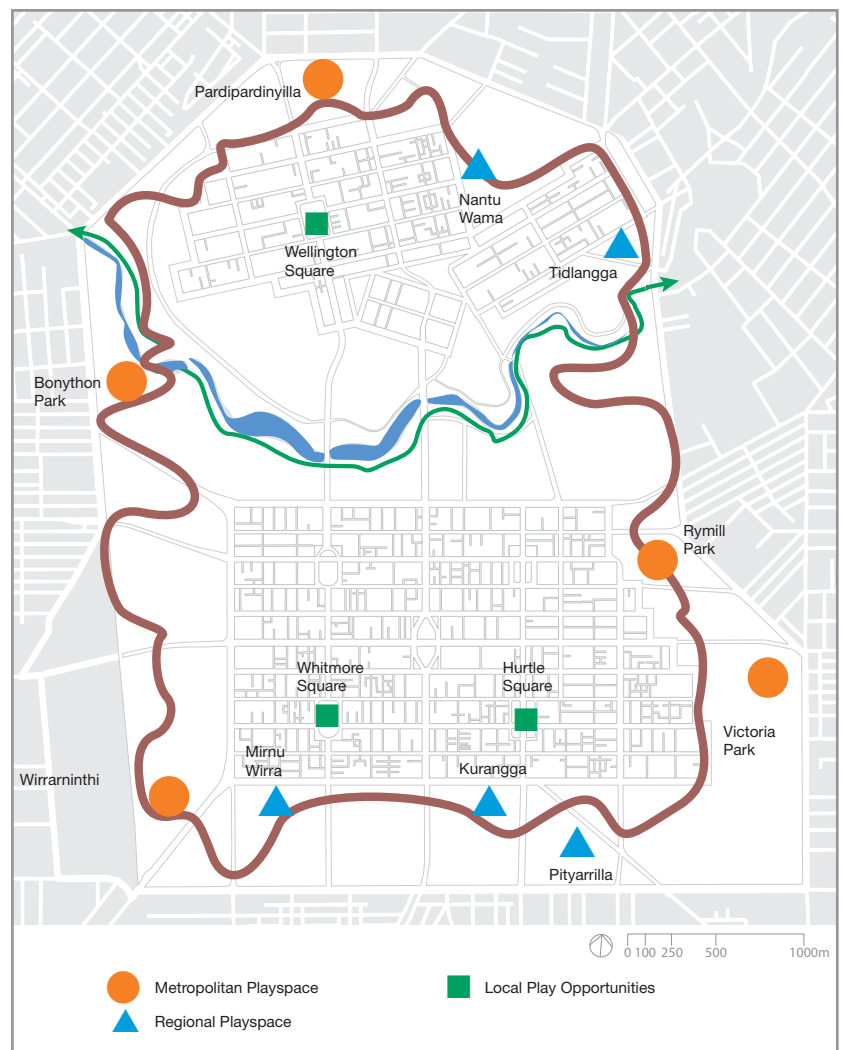 Pardipardinyilla
Nantu
Wama
Wellington
Square
Tidlangga
Bonython
Park
Rymill
Park
Whitmore
Square
Hurtle
Square
Victoria
Park
Mirnu
Wirra
Kurangga
Wirrarninthi
Pityarrilla
0 100 250 500 1000m
Metropolitan Playspace
Local Play Opportunities
Regional Playspace